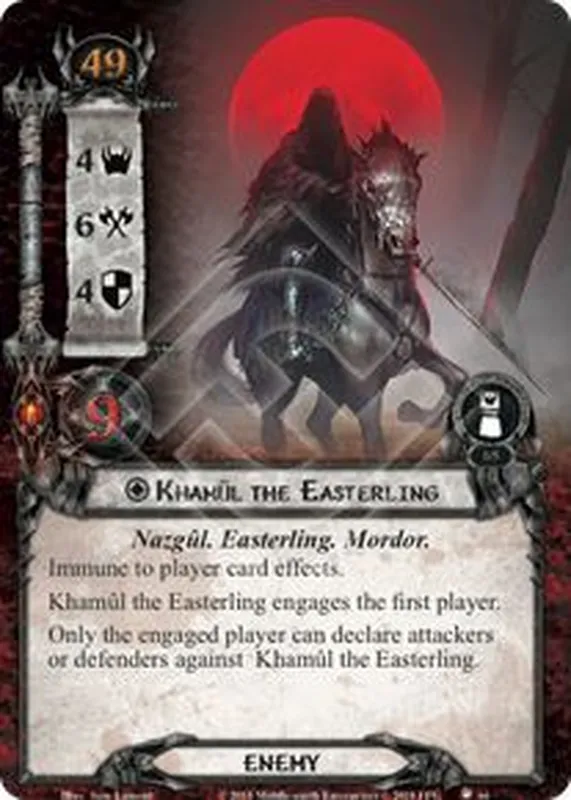 49
4
6
4
9
KHAMÛL THE EASTERLING
Nazgûl. Easterling. Mordor.
Immune to player card effects.
Khamûl the Easterling engages the first player.
Only the engaged player can declare attackers
or defenders against Khamûl the Easterling.
ENEMY